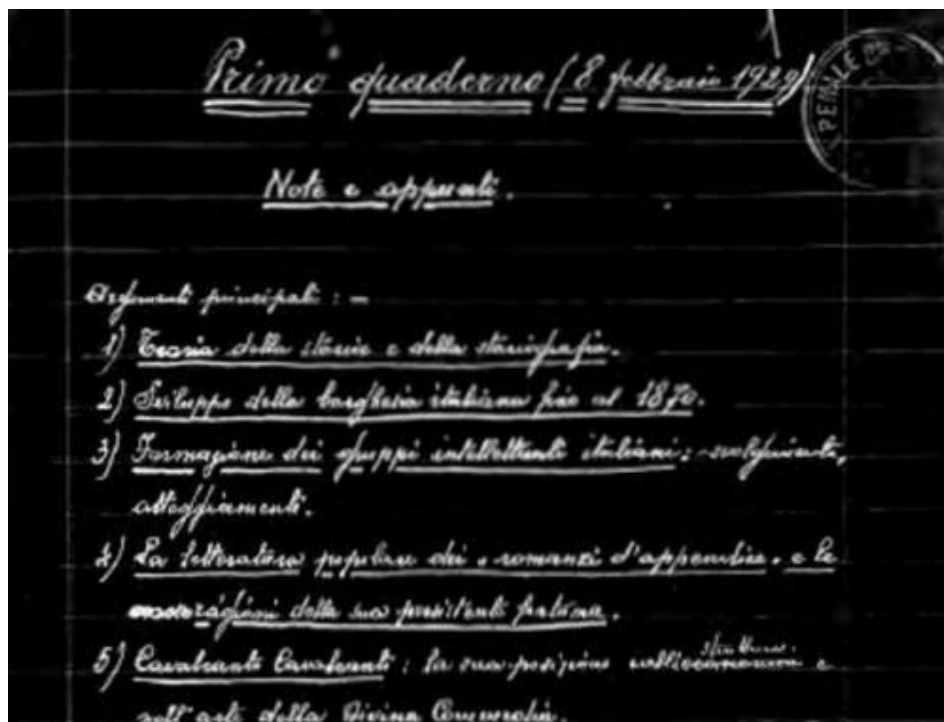 Primo quaderno (8 febbraio 1929)
PENALE
Note e appunti.
Argomenti principali : —
1) Teoria della storia e della storiografia.
2) Sviluppo della borghesia italiana fino al 1870.
3) Formazione dei gruppi intellettuali italiani: svolgimento,
atteggiamenti.
4) La letteratura popolare dei "romanzi d'appendice" e le
ragioni della sua persistente fortuna.
5) Cavalcante Cavalcanti: la sua posizione nella struttura e
nell'arte della Divina Commedia.